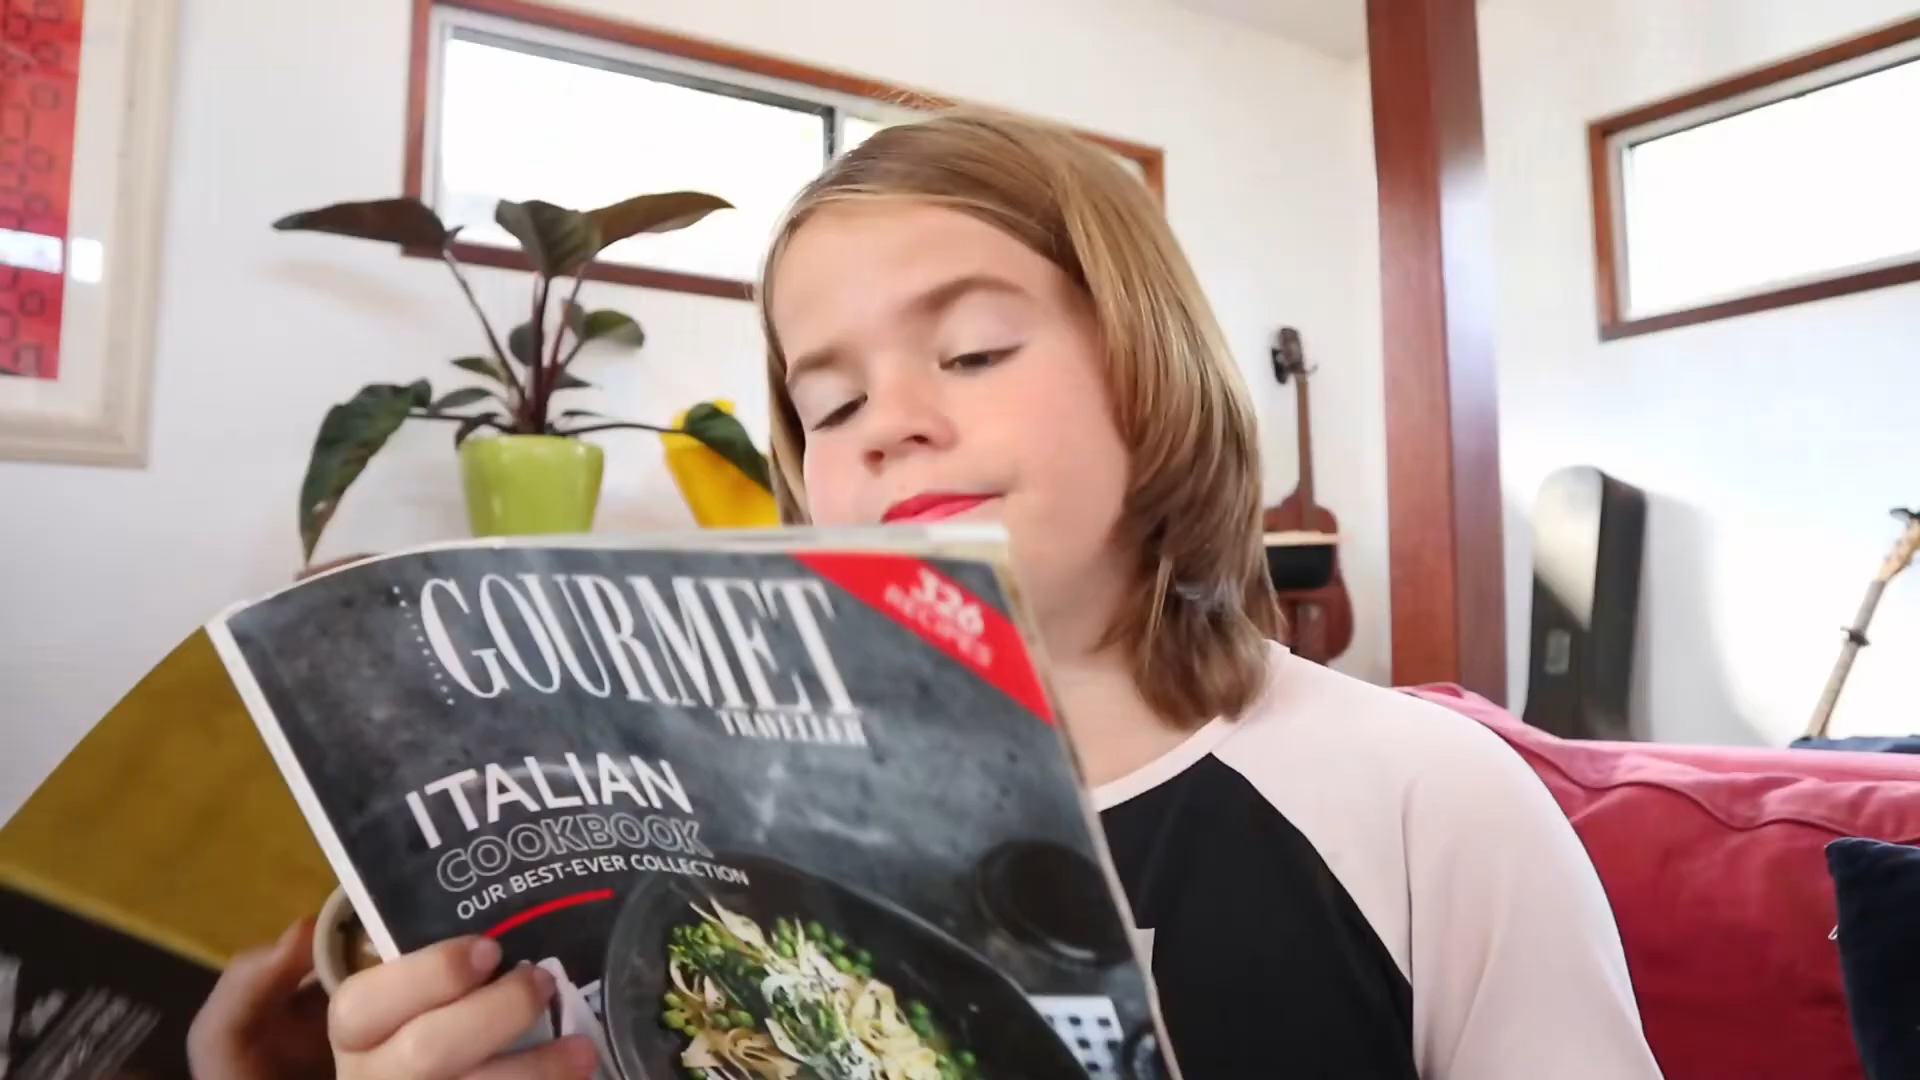 GOURMET
TRAVELLER
326
RECIPES
ITALIAN
COOKBOOK
OUR BEST-EVER COLLECTION